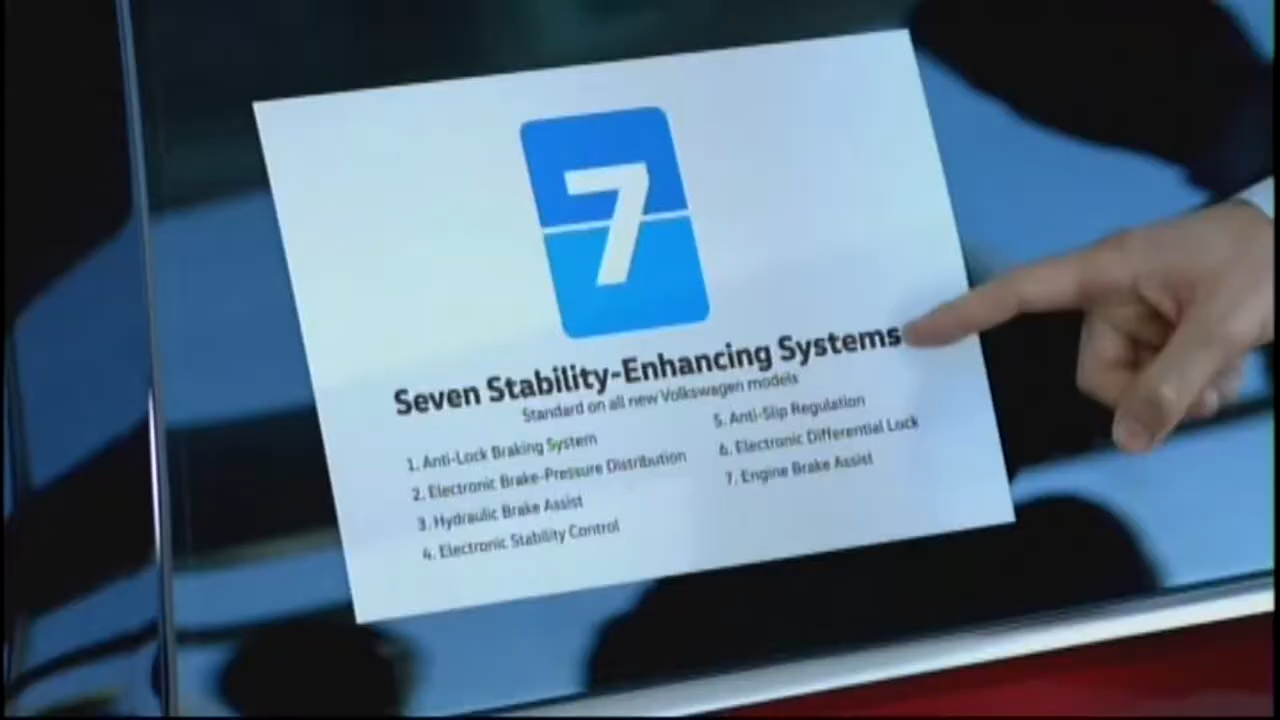 7
Seven Stability-Enhancing Systems
Standard on all new Volkswagen models
1. Anti-Lock Braking System
2. Electronic Brake-Pressure Distribution
3. Hydraulic Brake Assist
4. Electronic Stability Control
5. Anti-Slip Regulation
6. Electronic Differential Lock
7. Engine Brake Assist